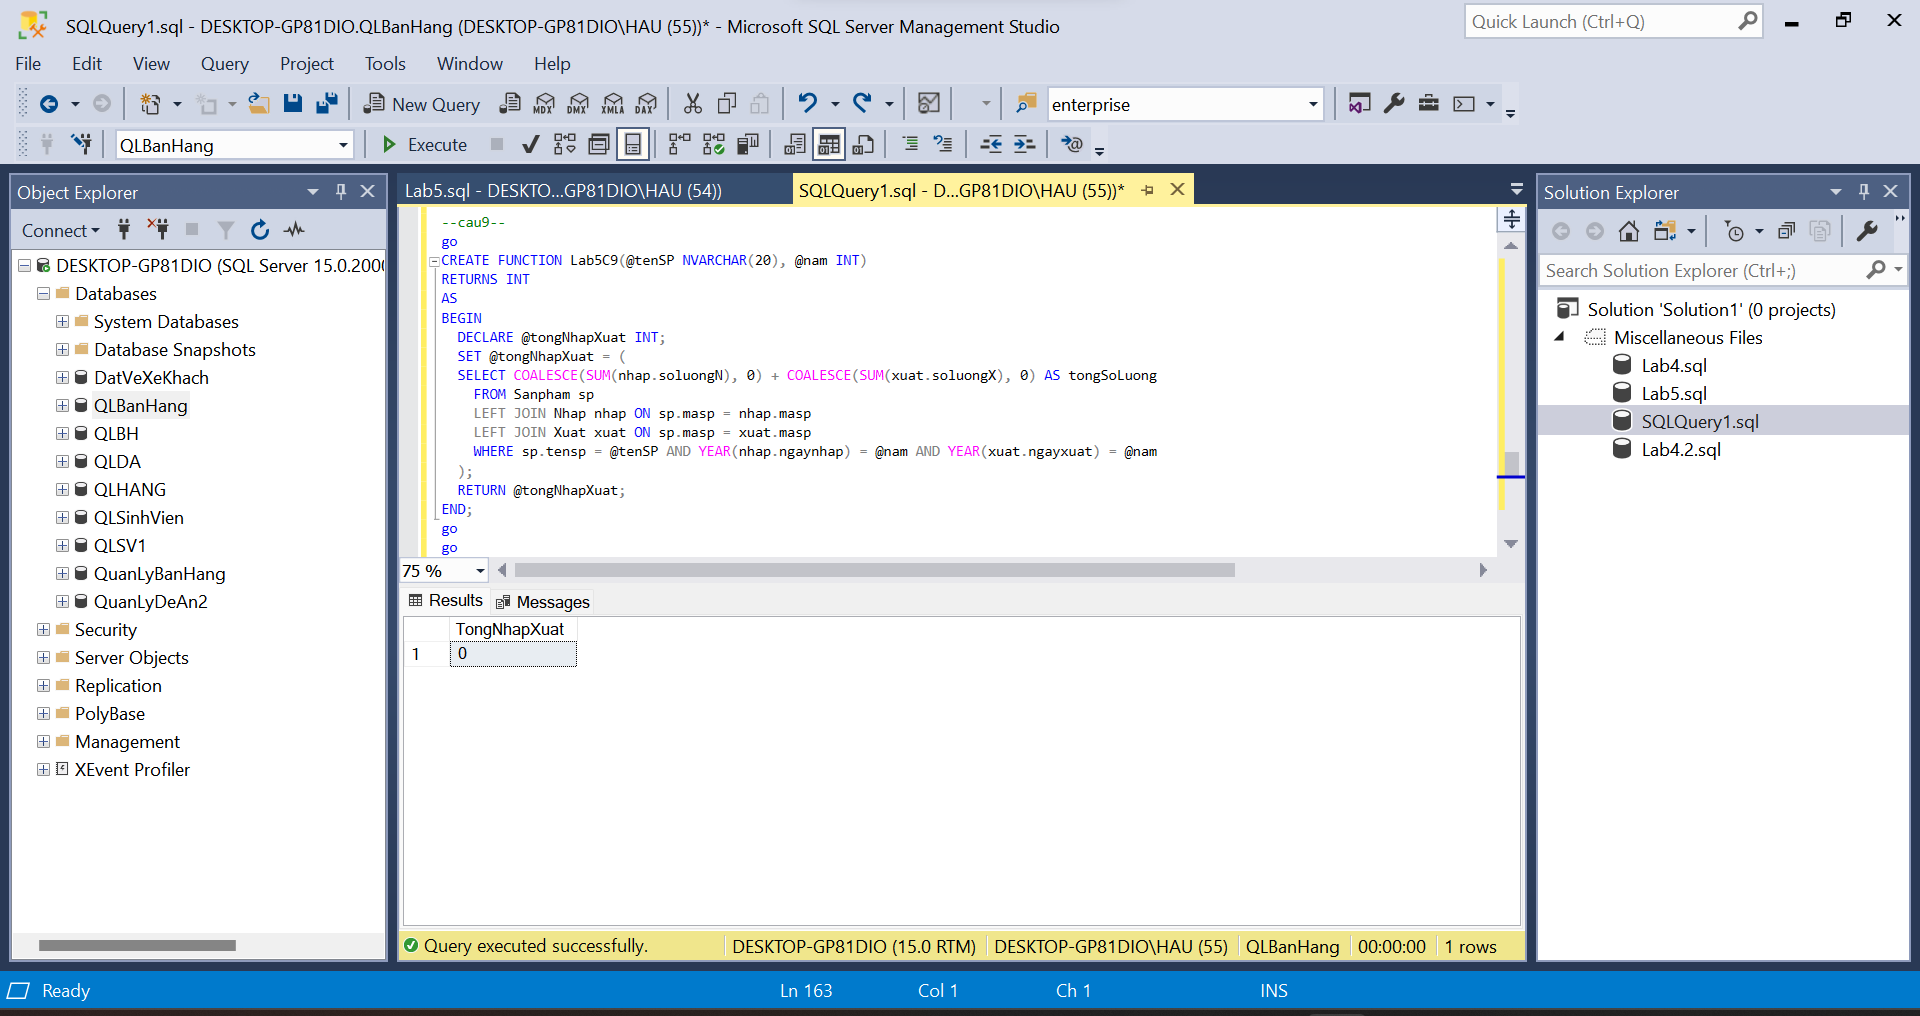 SQLQuery1.sql - DESKTOP-GP81DIO.QLBanHang (DESKTOP-GP81DIO\HAU (55))* - Microsoft SQL Server Management Studio
Quick Launch (Ctrl+Q)
File Edit View Query Project Tools Window Help
New Query MDX DMX XMLA DAX enterprise
QLBanHang Execute
Object Explorer
Connect
DESKTOP-GP81DIO (SQL Server 15.0.2000
Databases
System Databases
Database Snapshots
DatVeXeKhach
QLBanHang
QLBH
QLDA
QLHANG
QLSinhVien
QLSV1
QuanLyBanHang
QuanLyDeAn2
Security
Server Objects
Replication
PolyBase
Management
XEvent Profiler
Lab5.sql - DESKTO...GP81DIO\HAU (54))
SQLQuery1.sql - D...GP81DIO\HAU (55))*
--cau9--
go
CREATE FUNCTION Lab5C9(@tenSP NVARCHAR(20), @nam INT)
RETURNS INT
AS
BEGIN
DECLARE @tongNhapXuat INT;
SET @tongNhapXuat = (
SELECT COALESCE(SUM(nhap.soluongN), 0) + COALESCE(SUM(xuat.soluongX), 0) AS tongSoLuong
FROM Sanpham sp
LEFT JOIN Nhap nhap ON sp.masp = nhap.masp
LEFT JOIN Xuat xuat ON sp.masp = xuat.masp
WHERE sp.tensp = @tenSP AND YEAR(nhap.ngaynhap) = @nam AND YEAR(xuat.ngayxuat) = @nam
);
RETURN @tongNhapXuat;
END;
go
go
75 %
Results Messages
TongNhapXuat
1 0
Query executed successfully. DESKTOP-GP81DIO (15.0 RTM) DESKTOP-GP81DIO\HAU (55) QLBanHang 00:00:00 1 rows
Solution Explorer
Search Solution Explorer (Ctrl+;)
Solution 'Solution1' (0 projects)
Miscellaneous Files
Lab4.sql
Lab5.sql
SQLQuery1.sql
Lab4.2.sql
Ready Ln 163 Col 1 Ch 1 INS